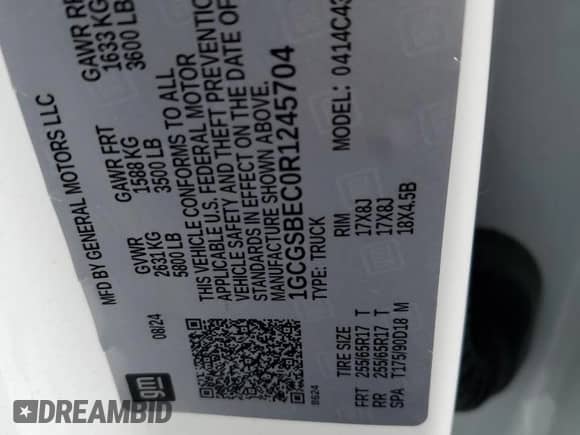 MFD BY GENERAL MOTORS LLC
08/24
GVWR
2631 KG
5800 LB
GAWR FRT
1588 KG
3500 LB
GAWR RR
1633 KG
3600 LB
THIS VEHICLE CONFORMS TO ALL
APPLICABLE U.S. FEDERAL MOTOR
VEHICLE SAFETY AND THEFT PREVENTION
STANDARDS IN EFFECT ON THE DATE OF
MANUFACTURE SHOWN ABOVE.
1GCGSBEC0R1245704
TYPE: TRUCK
MODEL: 0414C43
gm
B624
TIRE SIZE RIM
FRT 255/65R17 T 17X8J
RR 255/65R17 T 17X8J
SPA T175/90D18 M 18X4.5B
DREAMBID